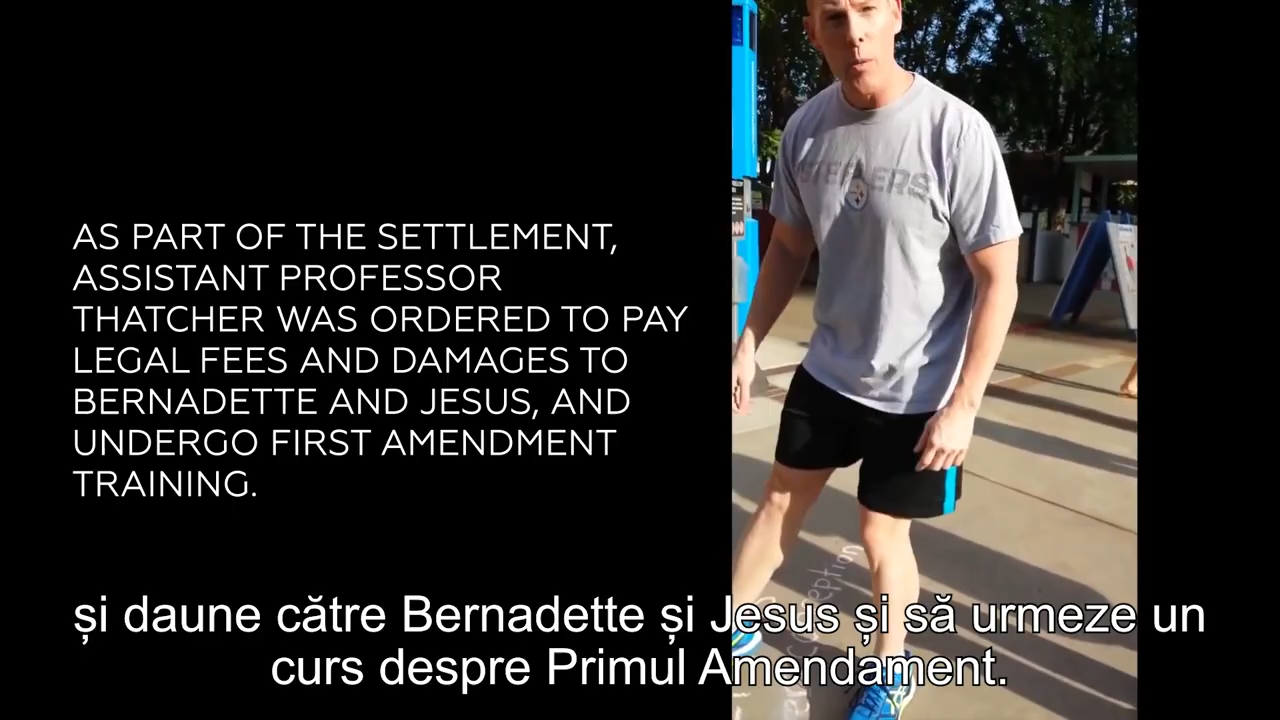 STEELERS
AS PART OF THE SETTLEMENT,
ASSISTANT PROFESSOR
THATCHER WAS ORDERED TO PAY
LEGAL FEES AND DAMAGES TO
BERNADETTE AND JESUS, AND
UNDERGO FIRST AMENDMENT
TRAINING.
și daune către Bernadette și Jesus și să urmeze un
curs despre Primul Amendament.